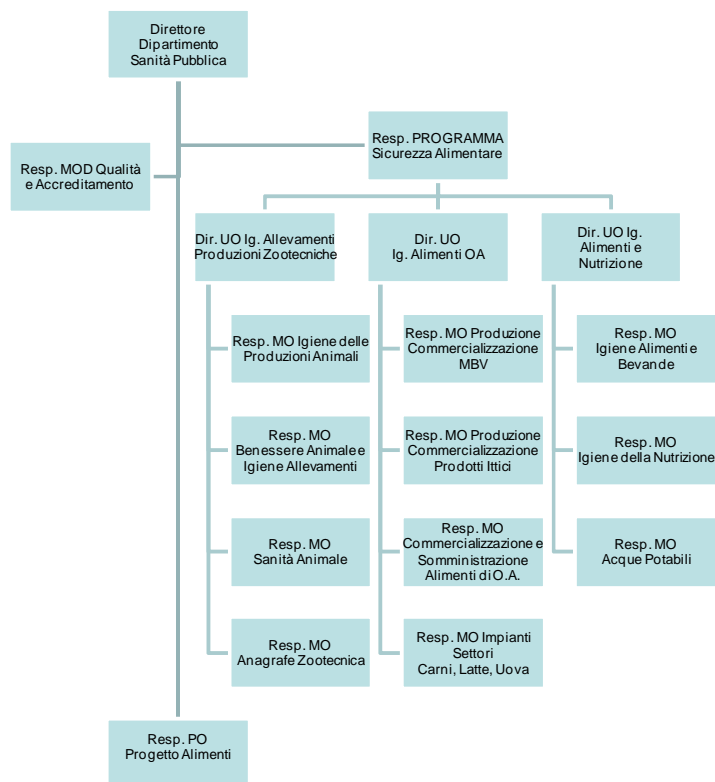 Direttore
Dipartimento
Sanità Pubblica
Resp. PROGRAMMA
Sicurezza Alimentare
Resp. MOD Qualità
e Accreditamento
Dir. UO Ig. Allevamenti
Produzioni Zootecniche
Dir. UO
Ig. Alimenti OA
Dir. UO Ig.
Alimenti e
Nutrizione
Resp. MO Igiene delle
Produzioni Animali
Resp. MO Produzione
Commercializzazione
MBV
Resp. MO
Igiene Alimenti e
Bevande
Resp. MO
Benessere Animale e
Igiene Allevamenti
Resp. MO Produzione
Commercializzazione
Prodotti Ittici
Resp. MO
Igiene della Nutrizione
Resp. MO
Sanità Animale
Resp. MO
Commercializzazione e
Somministrazione
Alimenti di O.A.
Resp. MO
Acque Potabili
Resp. MO
Anagrafe Zootecnica
Resp. MO Impianti
Settori
Carni, Latte, Uova
Resp. PO
Progetto Alimenti